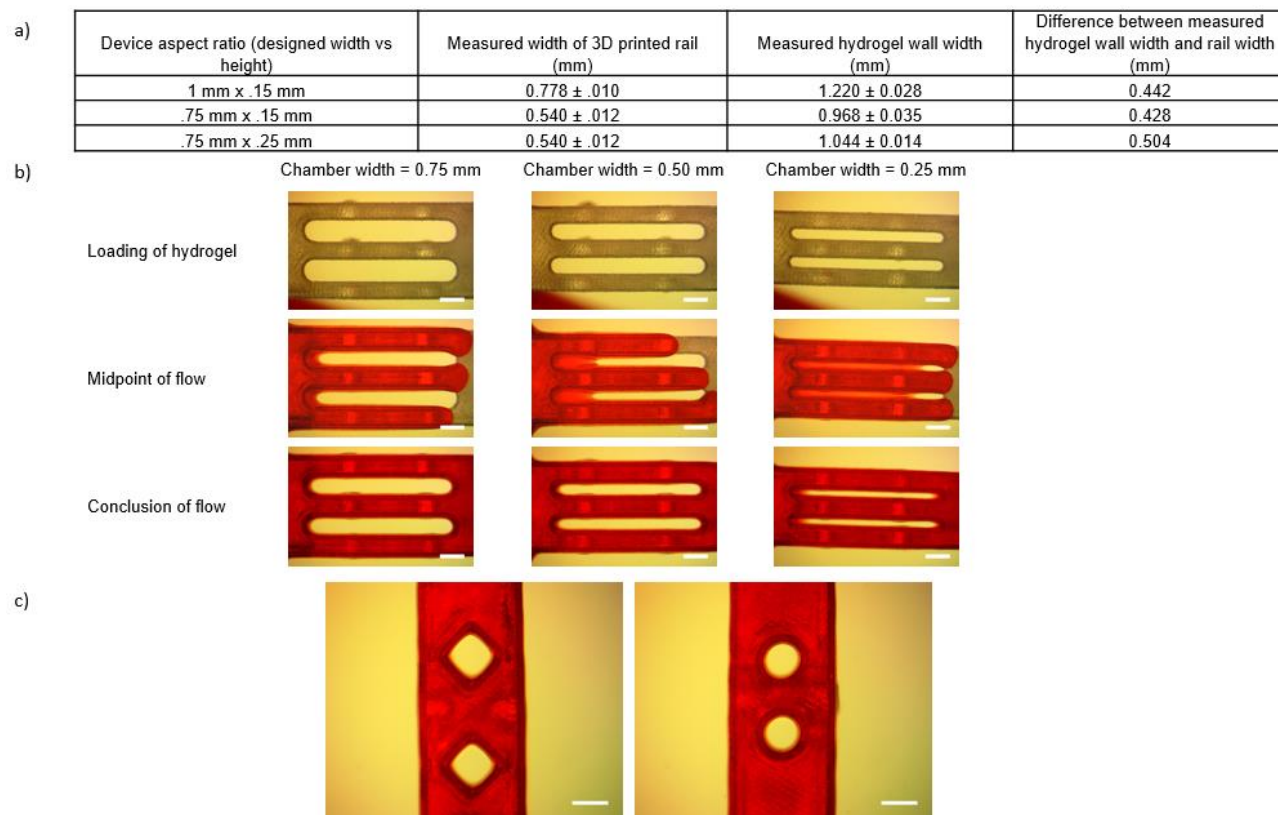 a)
Device aspect ratio (designed width vs
height)
Measured width of 3D printed rail
(mm)
Measured hydrogel wall width
(mm)
Difference between measured
hydrogel wall width and rail width
(mm)
1 mm x .15 mm 0.778 ± .010 1.220 ± 0.028 0.442
.75 mm x .15 mm 0.540 ± .012 0.968 ± 0.035 0.428
.75 mm x .25 mm 0.540 ± .012 1.044 ± 0.014 0.504
b)
Chamber width = 0.75 mm Chamber width = 0.50 mm Chamber width = 0.25 mm
Loading of hydrogel
Midpoint of flow
Conclusion of flow
c)